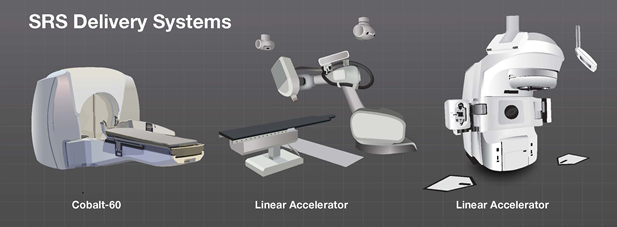 SRS Delivery Systems
Cobalt-60
Linear Accelerator
Linear Accelerator